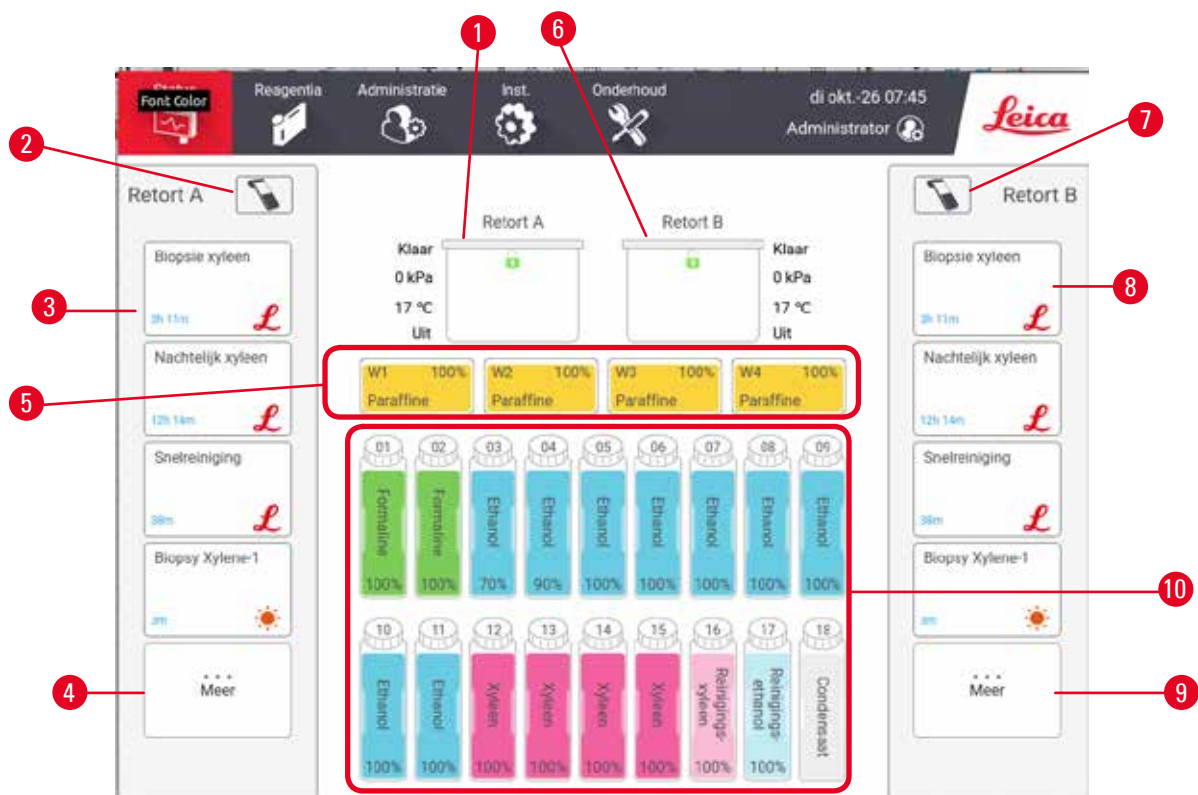 1
6
Status
Font Color
Reagentia
Administratie
Inst.
Onderhoud
di okt.-26 07:45
Administrator
Leica
2
7
Retort A
Retort B
Biopsie xyleen
3h 11m
3
Nachtelijk xyleen
12h 14m
Snelreiniging
38m
Biopsy Xylene-1
Meer
4
Retort A
Klaar
0 kPa
17 °C
Uit
Retort B
Klaar
0 kPa
17 °C
Uit
5
W1 100%
Paraffine
W2 100%
Paraffine
W3 100%
Paraffine
W4 100%
Paraffine
01
Formaline
100%
02
Formaline
100%
03
Ethanol
70%
04
Ethanol
90%
05
Ethanol
100%
06
Ethanol
100%
07
Ethanol
100%
08
Ethanol
100%
09
Ethanol
100%
10
Ethanol
100%
11
Ethanol
100%
12
Xyleen
100%
13
Xyleen
100%
14
Xyleen
100%
15
Xyleen
100%
16
Reinigings-
xyleen
100%
17
Reinigings-
ethanol
100%
18
Condensaat
Biopsie xyleen
3h 11m
8
Nachtelijk xyleen
12h 14m
Snelreiniging
38m
Biopsy Xylene-1
10
Meer
9